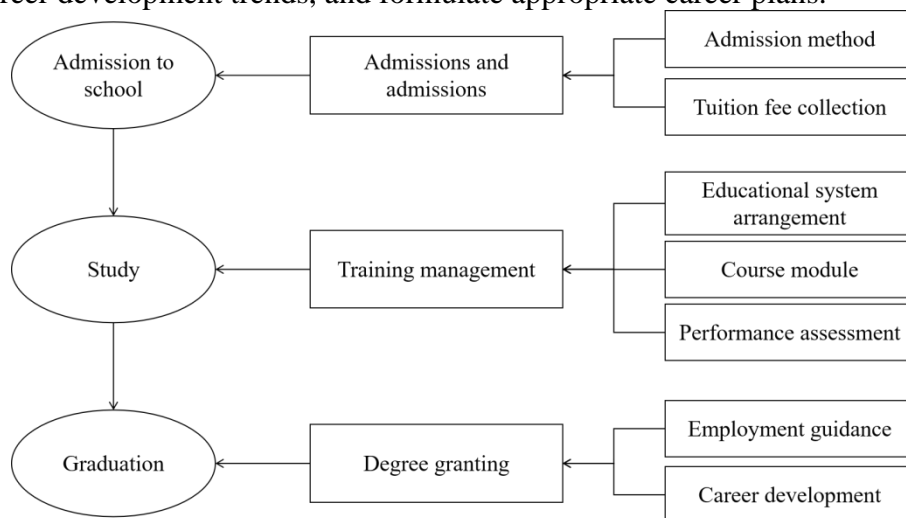 career development trends, and formulate appropriate career plans.
Admission to
school
Admissions and
admissions
Admission method
Tuition fee collection
Study
Training management
Educational system
arrangement
Course module
Performance assessment
Graduation
Degree granting
Employment guidance
Career development